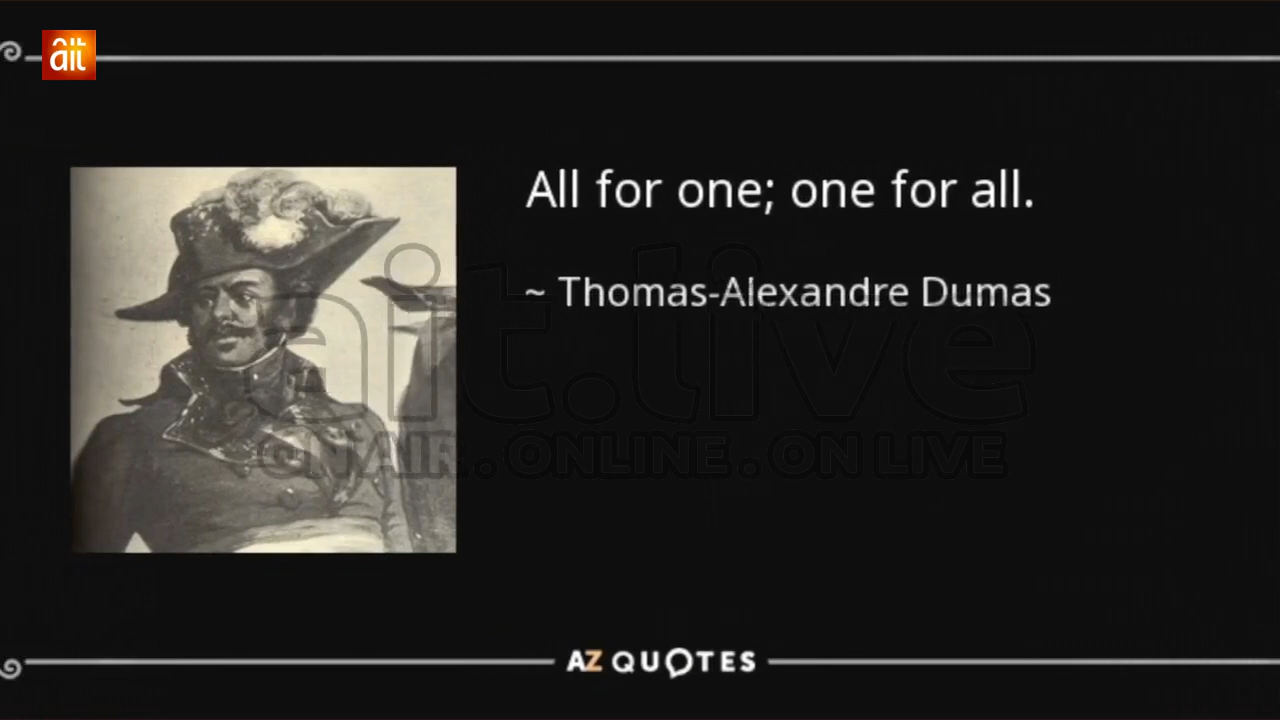 ait
All for one; one for all.
~ Thomas-Alexandre Dumas
ait.live
ON AIR. ONLINE. ON LIVE
AZ QUOTES